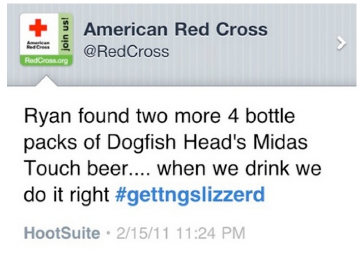 American Red Cross
@RedCross
American
Red Cross
join us!
RedCross.org
Ryan found two more 4 bottle
packs of Dogfish Head's Midas
Touch beer.... when we drink we
do it right #gettngslizzerd
HootSuite • 2/15/11 11:24 PM